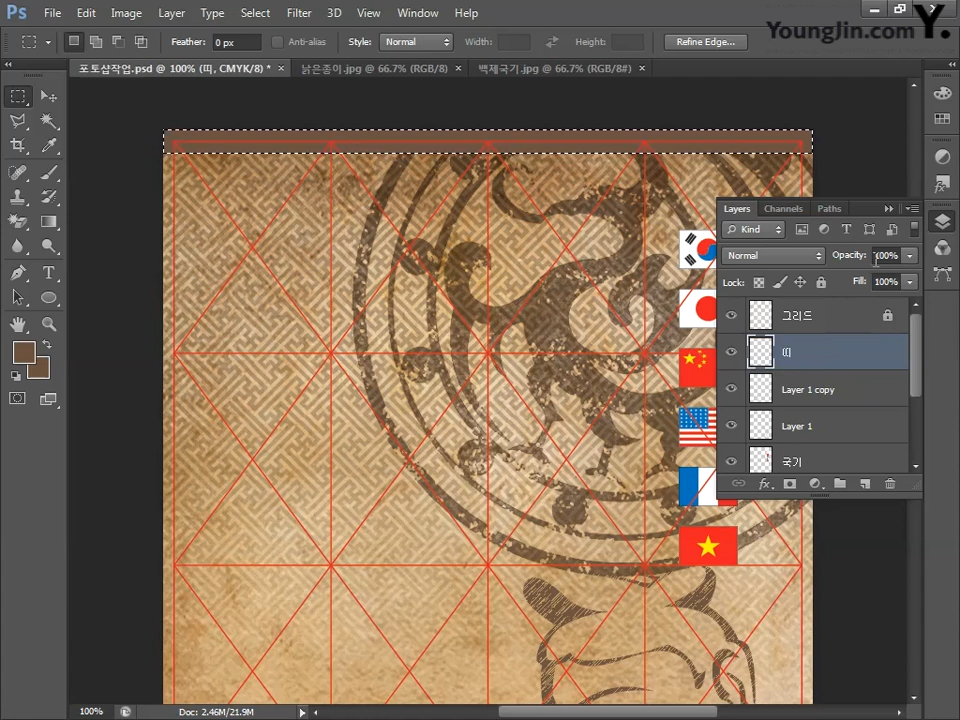 Ps File Edit Image Layer Type Select Filter 3D View Window Help
Feather: 0 px Anti-alias Style: Normal Width: Height: Refine Edge...
YoungJin.com Y.
포토샵작업.psd @ 100% (띠, CMYK/8) * × 낡은종이.jpg @ 66.7% (RGB/8) × 백제국기.jpg @ 66.7% (RGB/8#) ×
Layers Channels Paths
Kind
Normal Opacity: 100%
Lock: Fill: 100%
그리드
띠
Layer 1 copy
Layer 1
국기
100% Doc: 2.46M/21.9M